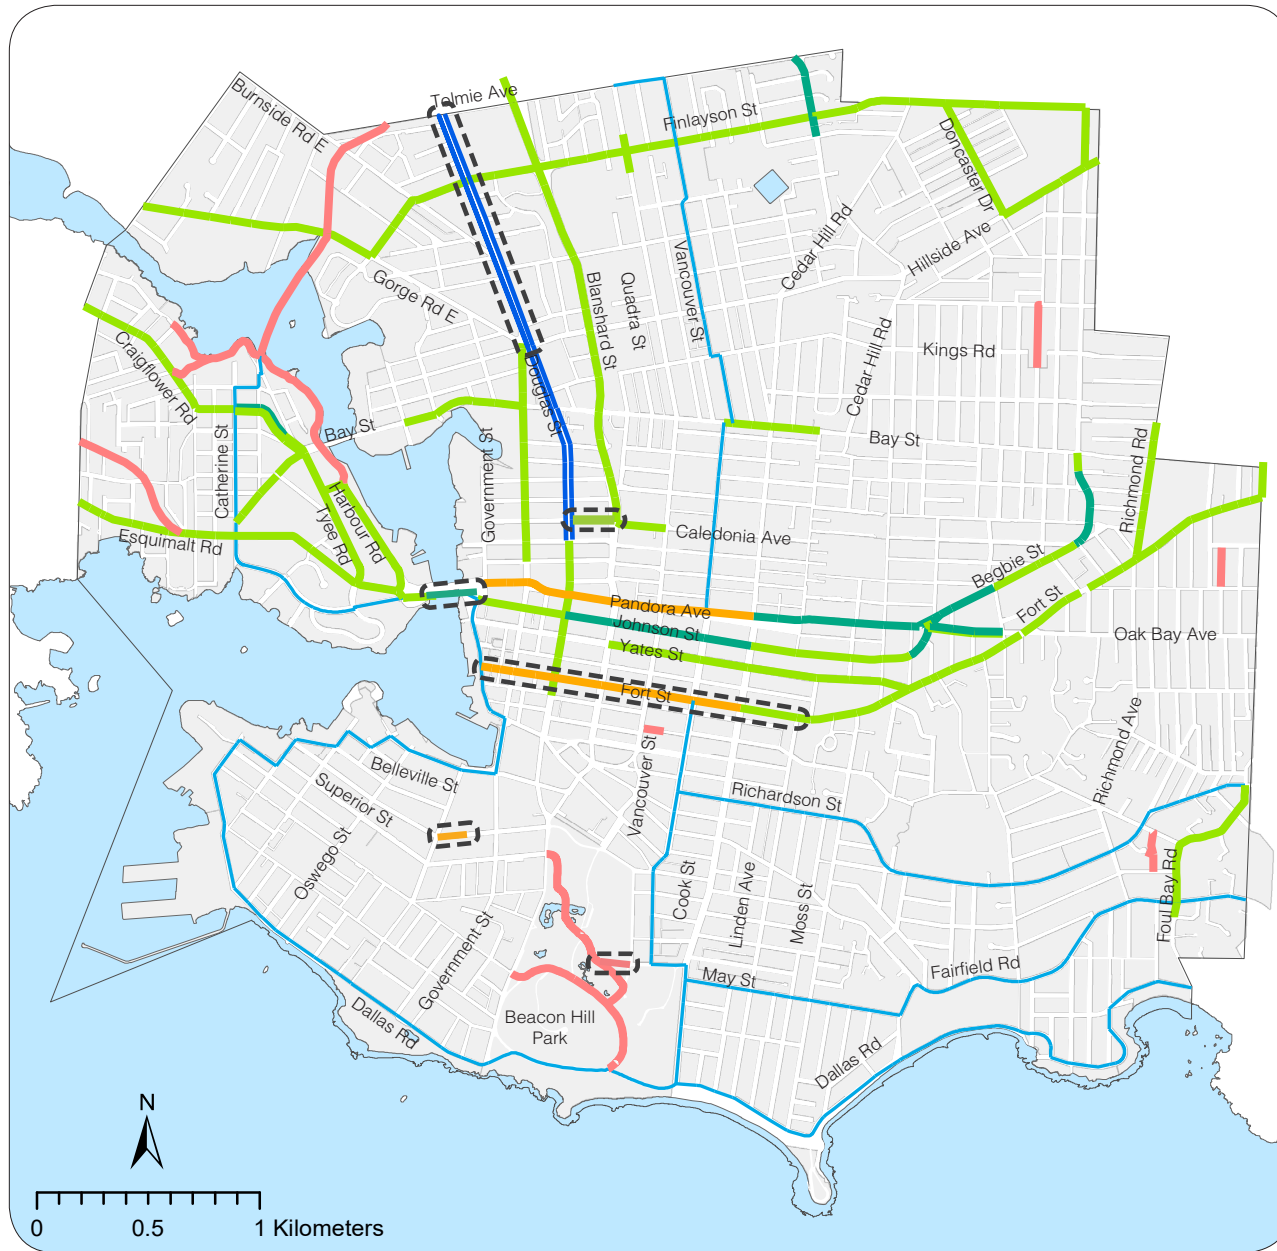 Tolmie Ave
Burnside Rd E
Finlayson St
Doncaster Dr
Cedar Hill Rd
Hillside Ave
Vancouver St
Gorge Rd E
Blanshard St
Quadra St
Craigflower Rd
Douglas St
Cedar Hill Rd
Kings Rd
Catherine St
Bay St
Government St
Bay St
Richmond Rd
Harbour Rd
Tyee Rd
Esquimalt Rd
Caledonia Ave
Begbie St
Fort St
Pandora Ave
Johnson St
Yates St
Oak Bay Ave
Fort St
Richmond Ave
Belleville St
Superior St
Vancouver St
Richardson St
Oswego St
Cook St
Linden Ave
Moss St
Foul Bay Rd
Government St
May St
Fairfield Rd
Beacon Hill
Park
Dallas Rd
Dallas Rd
N
0 0.5 1 Kilometers